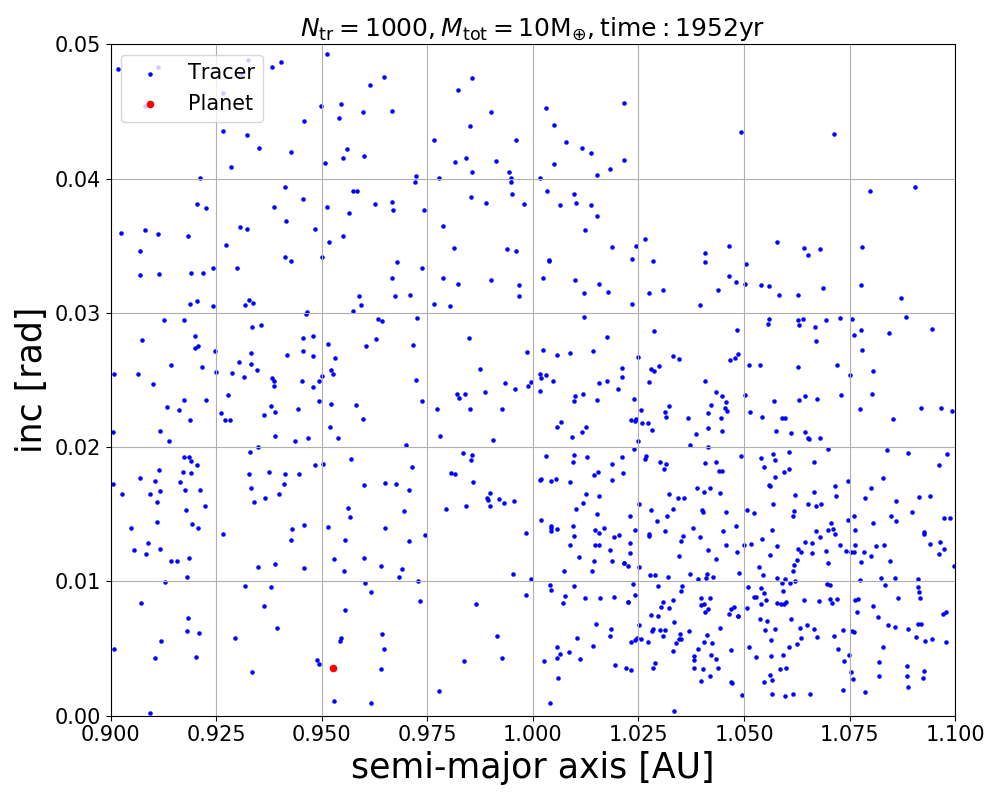 N_tr = 1000, M_tot = 10M_⊕, time : 1952yr
Tracer
Planet
inc [rad]
0.05
0.04
0.03
0.02
0.01
0.00
0.900 0.925 0.950 0.975 1.000 1.025 1.050 1.075 1.100
semi-major axis [AU]